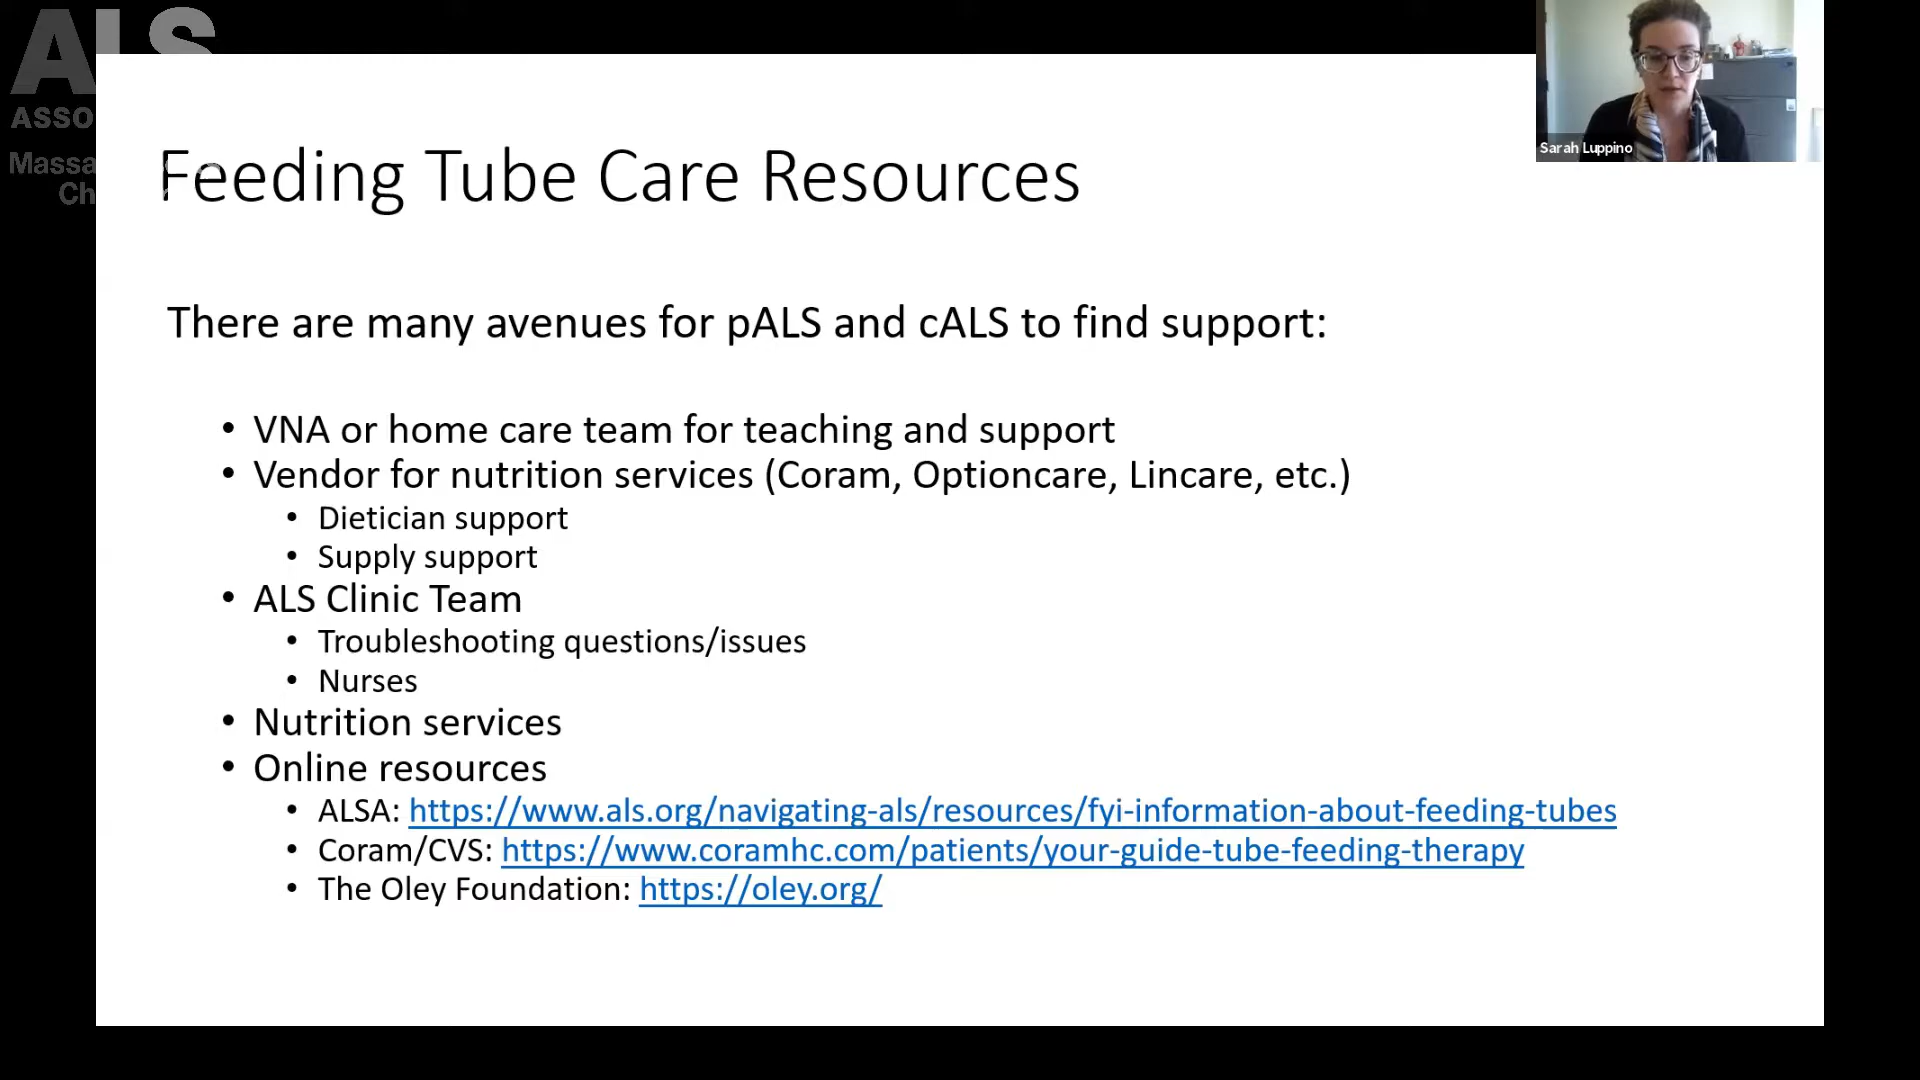 ALS
ASSO
Massa
Ch
Sarah Luppino
Feeding Tube Care Resources
There are many avenues for pALS and cALS to find support:
• VNA or home care team for teaching and support
• Vendor for nutrition services (Coram, Optioncare, Lincare, etc.)
• Dietician support
• Supply support
• ALS Clinic Team
• Troubleshooting questions/issues
• Nurses
• Nutrition services
• Online resources
• ALSA: https://www.als.org/navigating-als/resources/fyi-information-about-feeding-tubes
• Coram/CVS: https://www.coramhc.com/patients/your-guide-tube-feeding-therapy
• The Oley Foundation: https://oley.org/